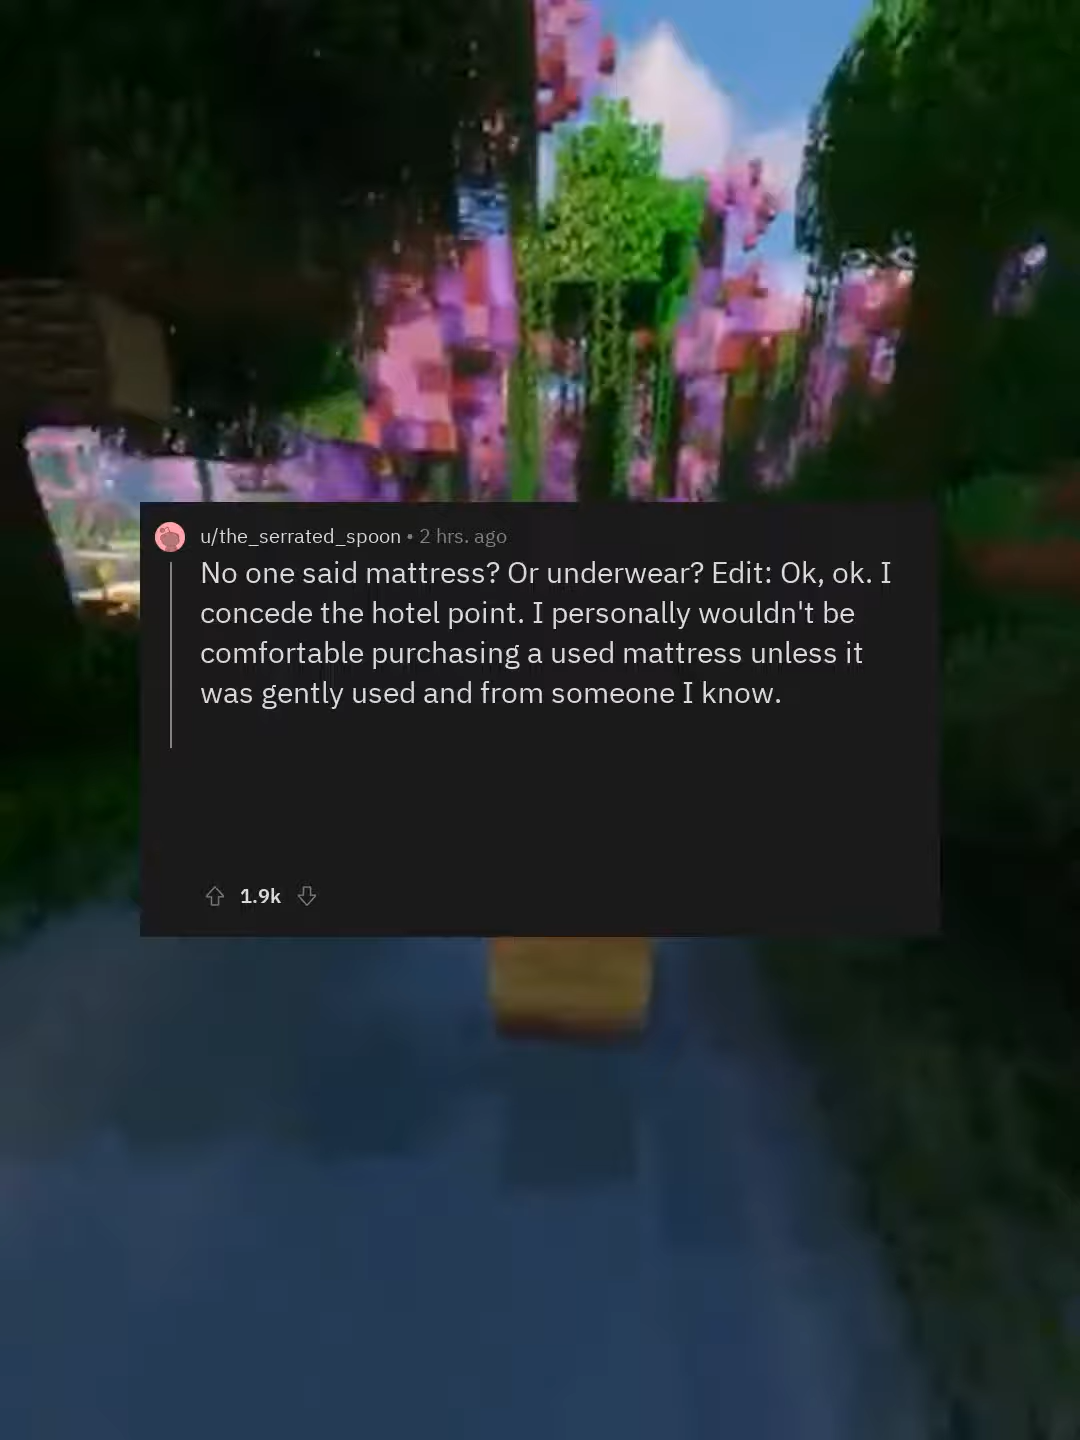 u/the_serrated_spoon • 2 hrs. ago
No one said mattress? Or underwear? Edit: Ok, ok. I
concede the hotel point. I personally wouldn't be
comfortable purchasing a used mattress unless it
was gently used and from someone I know.
1.9k